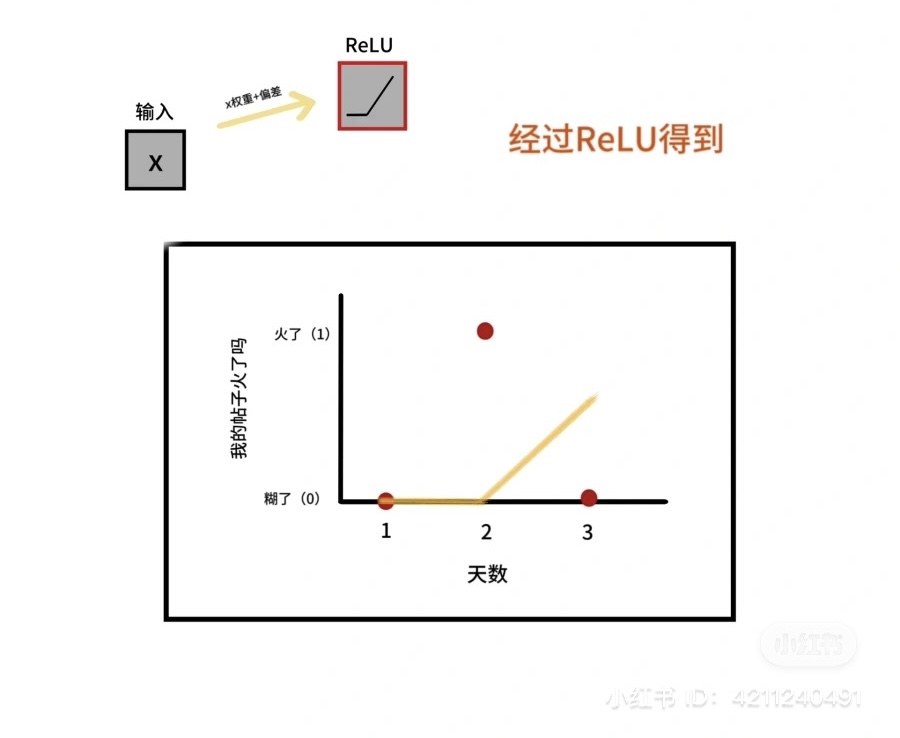 ReLU
x权重+偏差
输入
X
经过ReLU得到
火了（1）
我的帖子火了吗
糊了（0）
1
2
3
天数
小红书
小红书 ID：4211240491